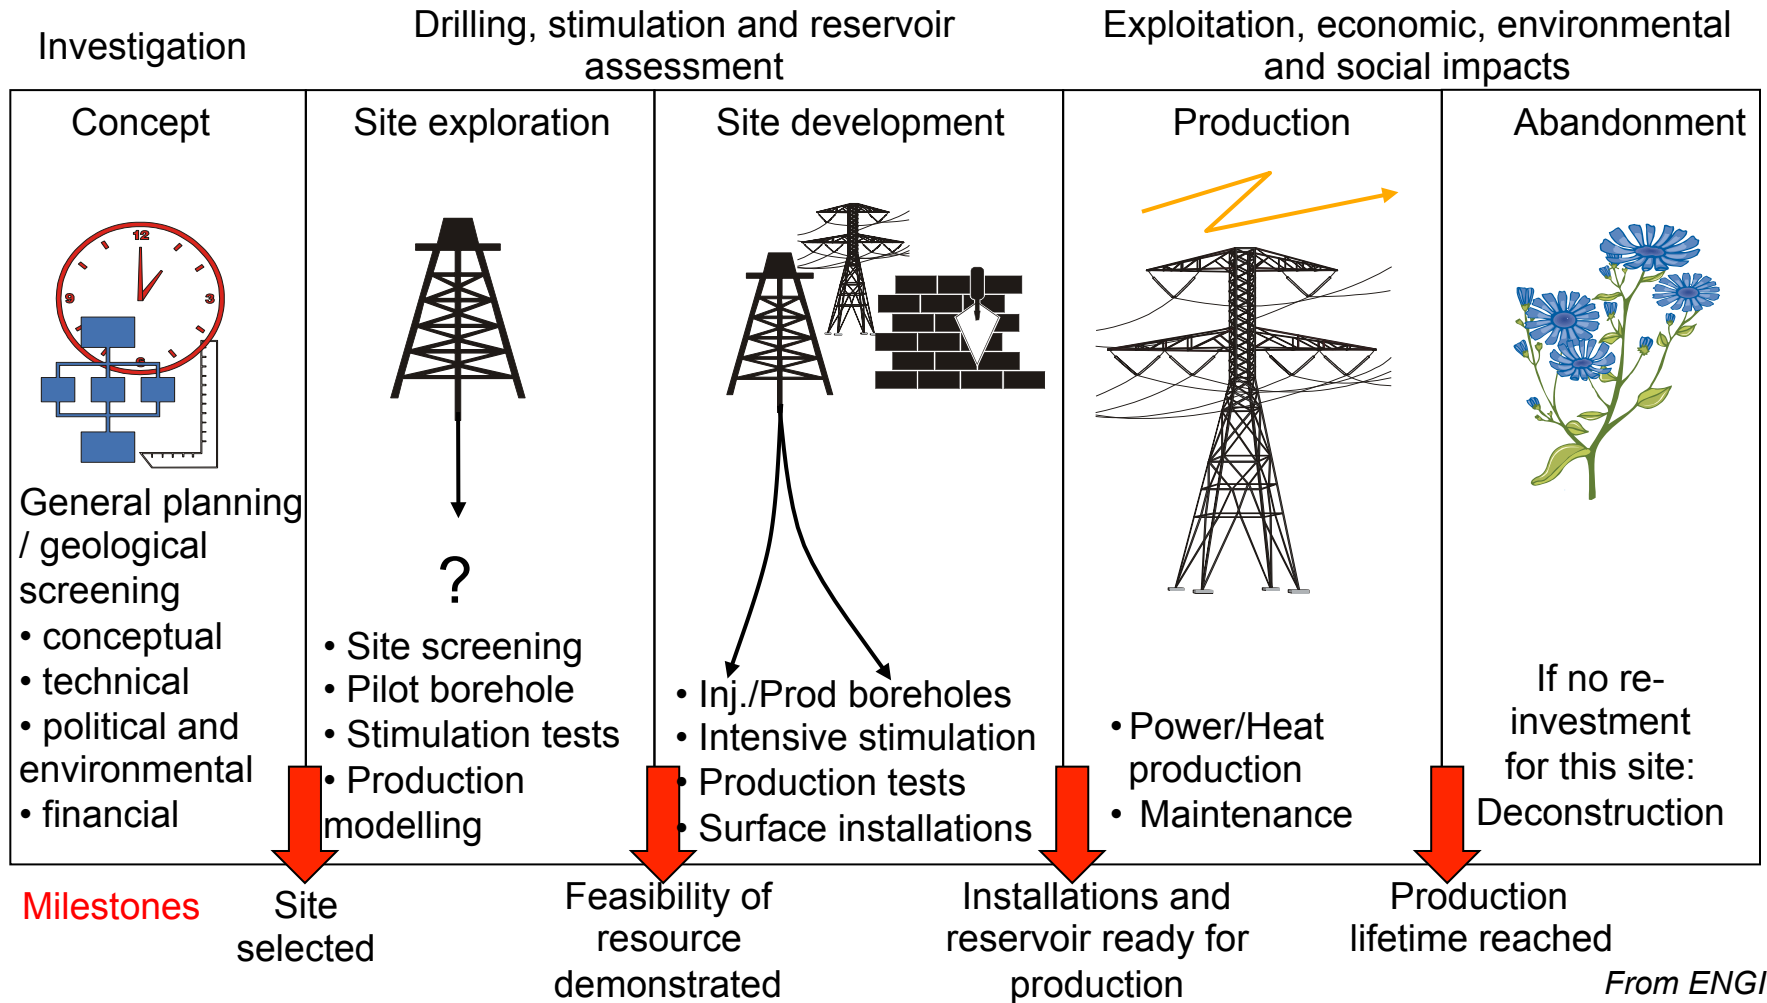 Investigation
Drilling, stimulation and reservoir
assessment
Exploitation, economic, environmental
and social impacts
Concept
Site exploration
Site development
Production
Abandonment
12
9
3
6
General planning
/ geological
screening
• conceptual
• technical
• political and
environmental
• financial
?
• Site screening
• Pilot borehole
• Stimulation tests
• Production
modelling
• Inj./Prod boreholes
• Intensive stimulation
• Production tests
• Surface installations
• Power/Heat
production
• Maintenance
If no re-
investment
for this site:
Deconstruction
Milestones
Site
selected
Feasibility of
resource
demonstrated
Installations and
reservoir ready for
production
Production
lifetime reached
From ENGI